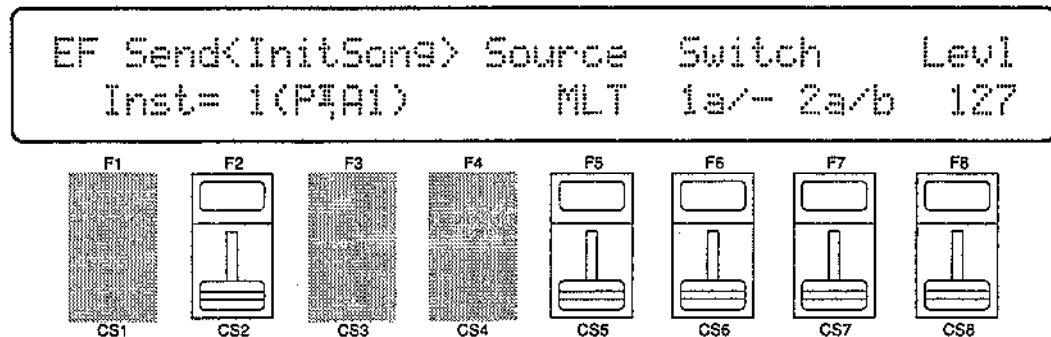 EF Send<InitSong> Source Switch Levl
Inst= 1(PⅡA1) MLT 1a/- 2a/b 127
F1 F2 F3 F4 F5 F6 F7 F8
CS1 CS2 CS3 CS4 CS5 CS6 CS7 CS8